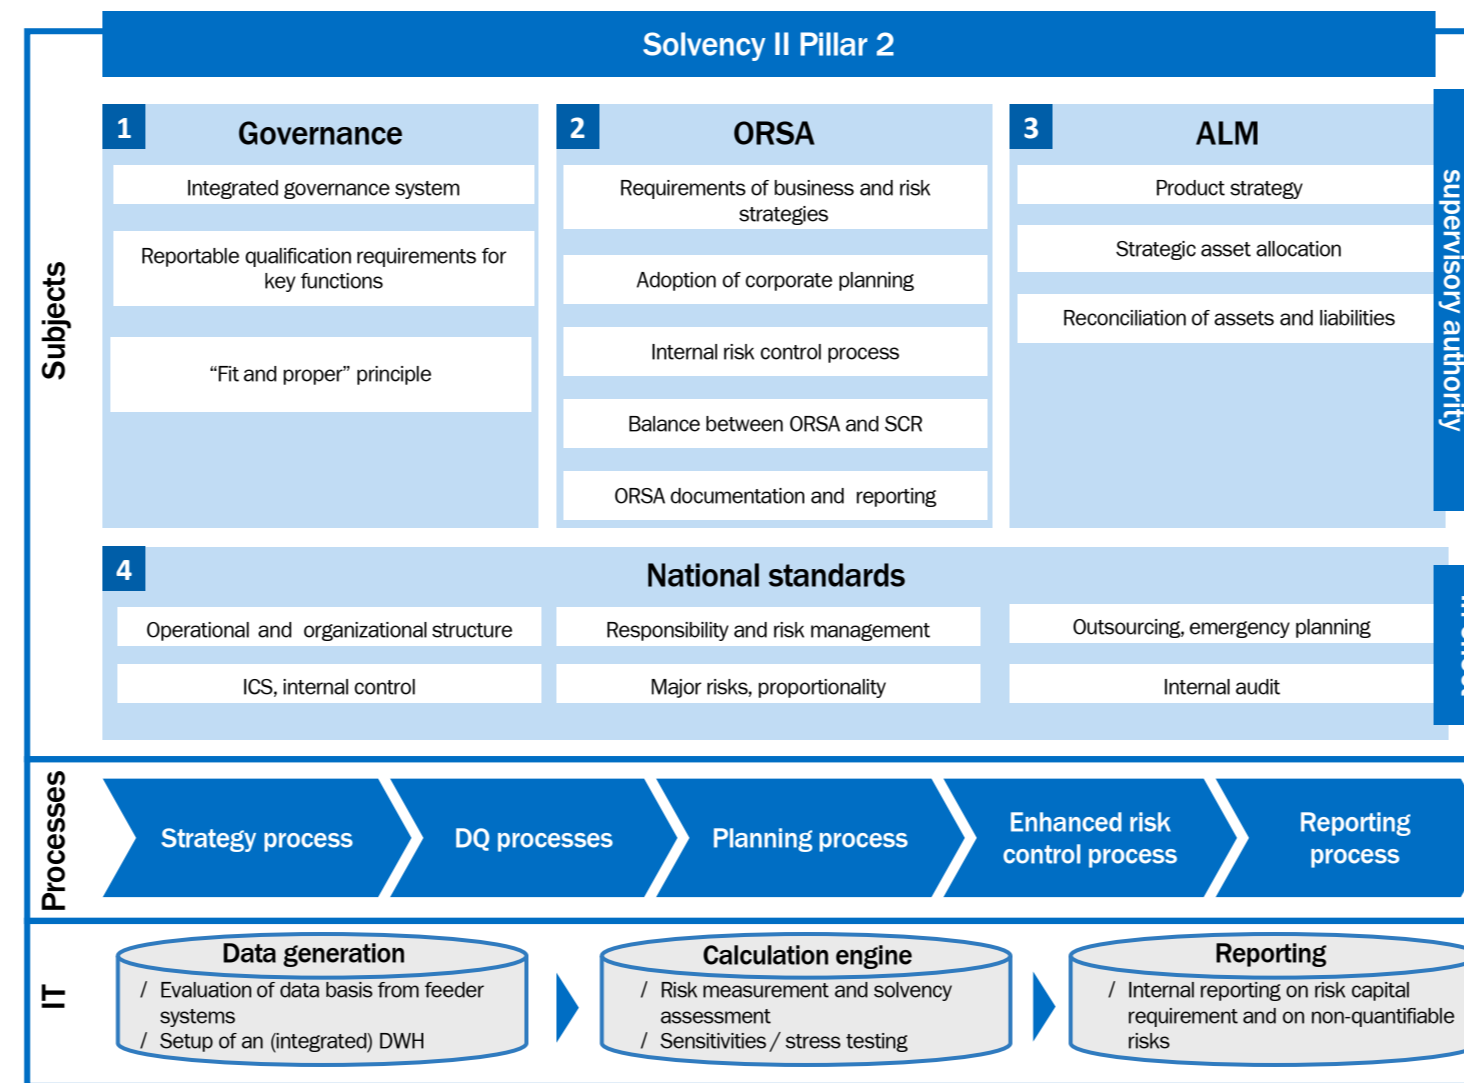 Solvency II Pillar 2
Subjects
1
Governance
Integrated governance system
Reportable qualification requirements for
key functions
“Fit and proper” principle
2
ORSA
Requirements of business and risk
strategies
Adoption of corporate planning
Internal risk control process
Balance between ORSA and SCR
ORSA documentation and reporting
3
ALM
Product strategy
Strategic asset allocation
Reconciliation of assets and liabilities
supervisory authority
4
National standards
Operational and organizational structure
Responsibility and risk management
Outsourcing, emergency planning
ICS, internal control
Major risks, proportionality
Internal audit
Processes
Strategy process
DQ processes
Planning process
Enhanced risk
control process
Reporting
process
IT
Data generation
/ Evaluation of data basis from feeder
systems
/ Setup of an (integrated) DWH
Calculation engine
/ Risk measurement and solvency
assessment
/ Sensitivities / stress testing
Reporting
/ Internal reporting on risk capital
requirement and on non-quantifiable
risks